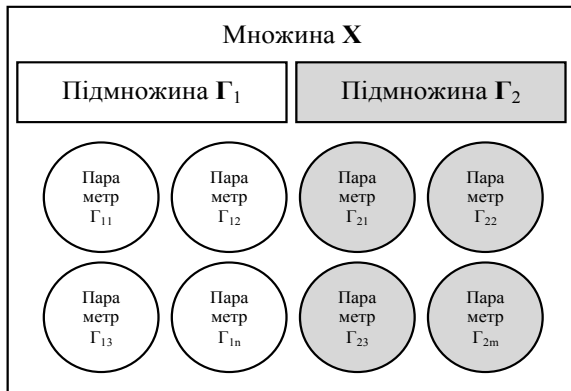 Множина X
Підмножина Γ1
Підмножина Γ2
Пара
метр
Γ11
Пара
метр
Γ12
Пара
метр
Γ21
Пара
метр
Γ22
Пара
метр
Γ13
Пара
метр
Γ1n
Пара
метр
Γ23
Пара
метр
Γ2m